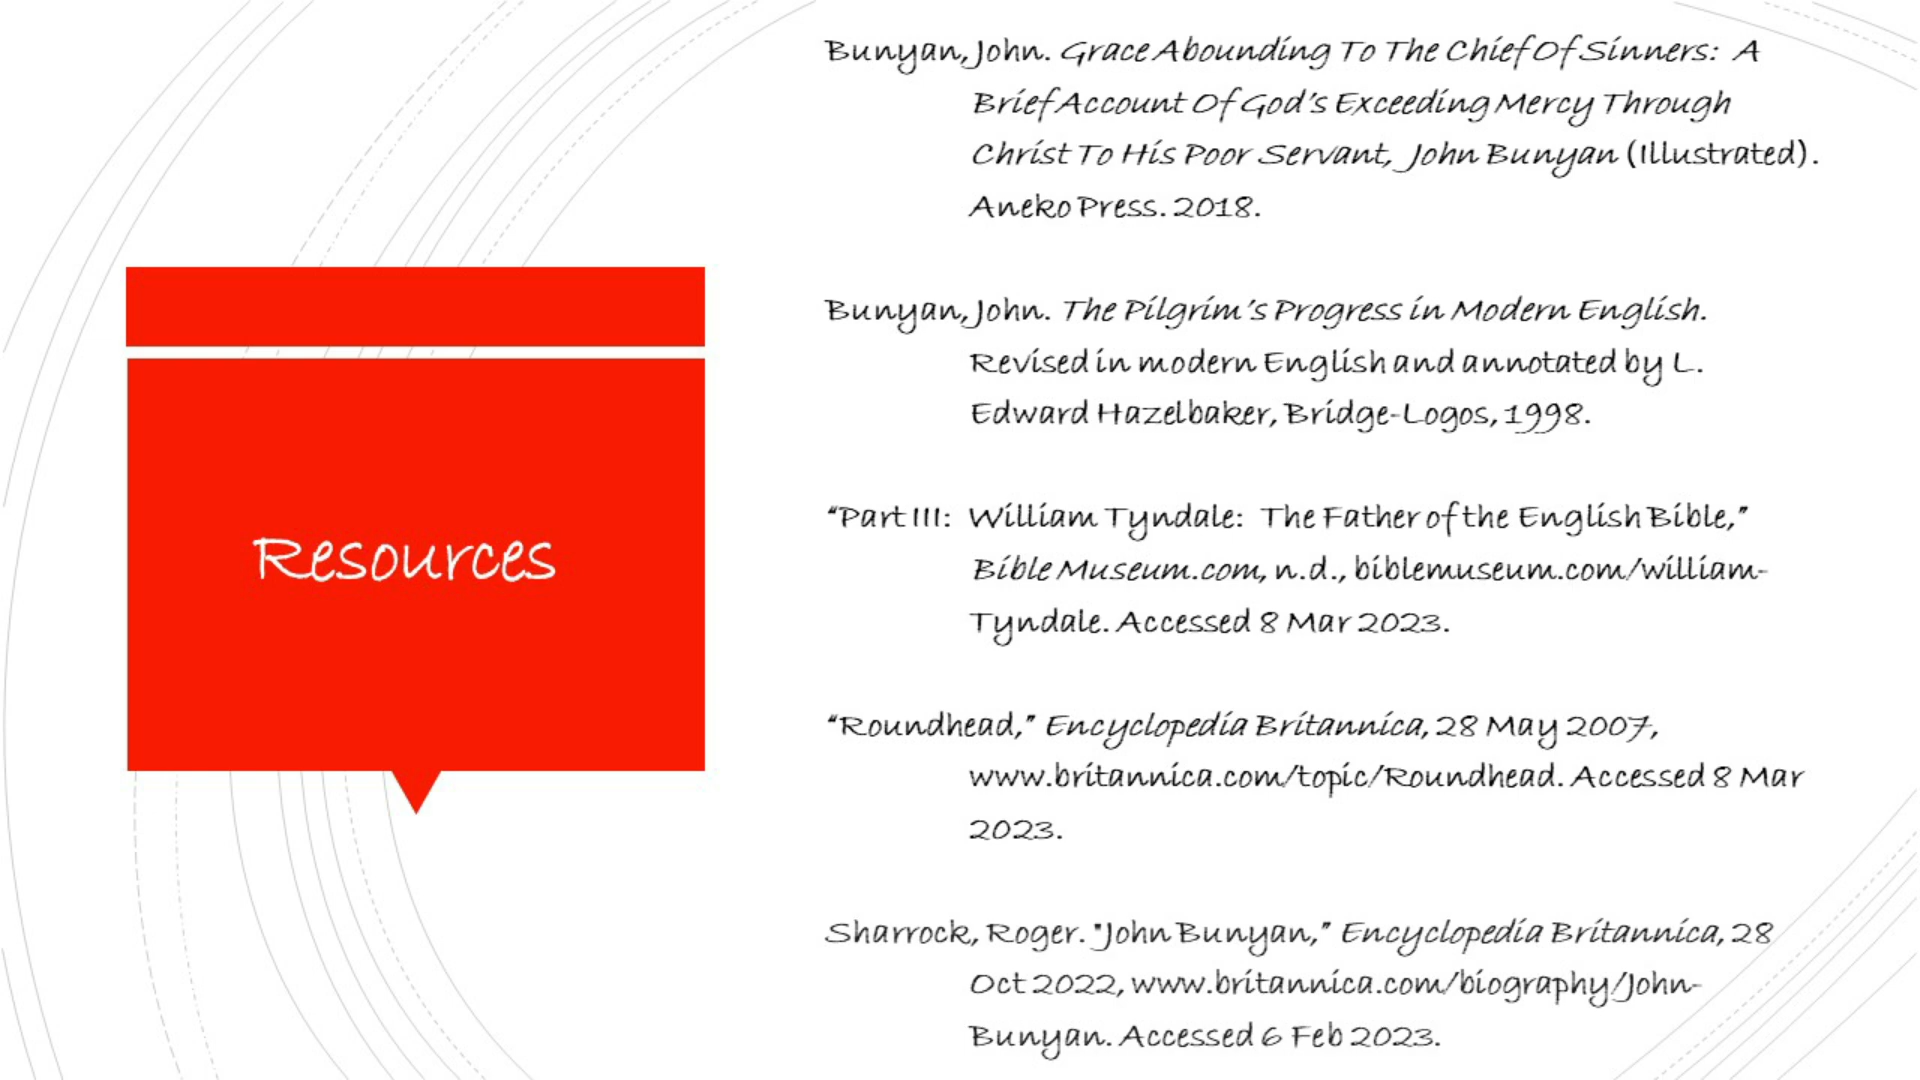 Resources
Bunyan, John. Grace Abounding To The Chief Of Sinners: A
Brief Account Of God's Exceeding Mercy Through
Christ To His Poor Servant, John Bunyan (Illustrated).
Aneko Press. 2018.
Bunyan, John. The Pilgrim's Progress in Modern English.
Revised in modern English and annotated by L.
Edward Hazelbaker, Bridge-Logos, 1998.
“Part III: William Tyndale: The Father of the English Bible,”
Bible Museum.com, n.d., biblemuseum.com/william-
Tyndale. Accessed 8 Mar 2023.
“Roundhead,” Encyclopedia Britannica, 28 May 2007,
www.britannica.com/topic/Roundhead. Accessed 8 Mar
2023.
Sharrock, Roger. "John Bunyan,” Encyclopedia Britannica, 28
Oct 2022, www.britannica.com/biography/John-
Bunyan. Accessed 6 Feb 2023.